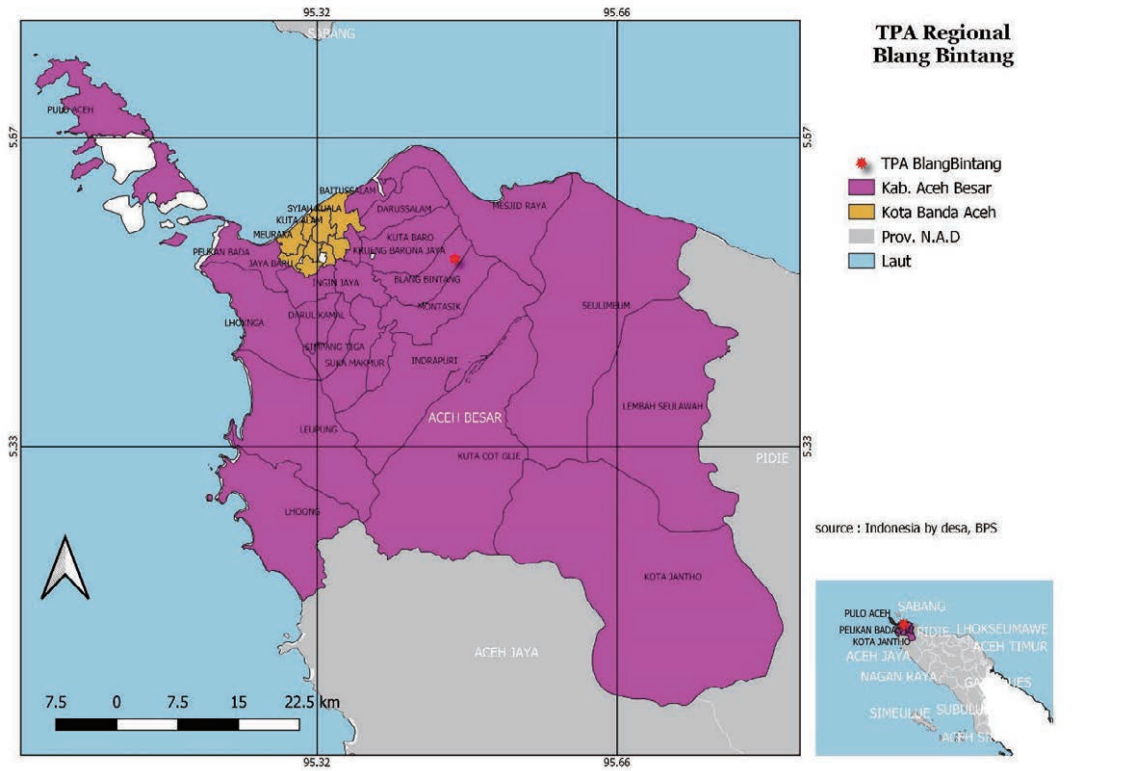 95.32
95.66
SABANG
TPA Regional
Blang Bintang
PULO ACEH
5.67
5.67
TPA BlangBintang
Kab. Aceh Besar
Kota Banda Aceh
Prov. N.A.D
Laut
BAITUSSALAM
SYIAH KUALA
DARUSSALAM
MESJID RAYA
KUTA ALAM
MEURAXA
KUTA BARO
PEUKAN BADA
KRUENG BARONA JAYA
JAYA BARU
INGIN JAYA
BLANG BINTANG
MONTASIK
SEULIMEUM
LHOKNGA
DARUL KAMAL
SIMPANG TIGA
SUKA MAKMUR
INDRAPURI
LEMBAH SEULAWAH
ACEH BESAR
LEUPUNG
5.33
5.33
KUTA COT GLIE
PIDIE
LHOONG
source : Indonesia by desa, BPS
KOTA JANTHO
ACEH JAYA
7.5 0 7.5 15 22.5 km
95.32
95.66
PULO ACEH
SABANG
PEUKAN BADA
PIDIE
LHOKSEUMAWE
KOTA JANTHO
ACEH TIMUR
ACEH JAYA
NAGAN RAYA
SIMEULUE